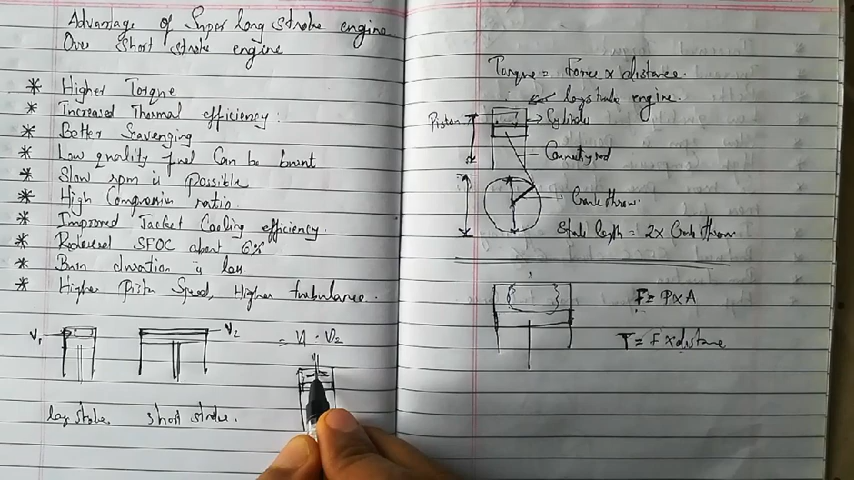 Advantage of Super long stroke engine
Over Short stroke engine
* Higher Torque
* Increased Thermal efficiency:
* Better Scavenging
* Low quality fuel Can be burnt
* Slow rpm is possible
* High Compression ratio.
* Improved Jacket Cooling efficiency.
* Reduced SFOC about 6%
* Burn duration is less
* Higher Piston Speed, Higher turbulance.
V1
V2
= V1 - V2
long stroke
short stroke.
Torque = Force x distance.
long stroke engine.
Piston
Cylinder
Connecting rod
Crank throw.
Stroke length = 2x Crank throw
F = P x A
T = F x distance